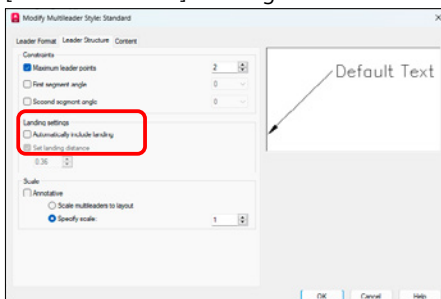 Modify Multileader Style: Standard
Leader Format Leader Structure Content
Constraints
Maximum leader points 2
First segment angle 0
Second segment angle 0
Landing settings
Automatically include landing
Set landing distance
0.36
Scale
Annotative
Scale multileaders to layout
Specify scale: 1
Default Text
OK Cancel Help